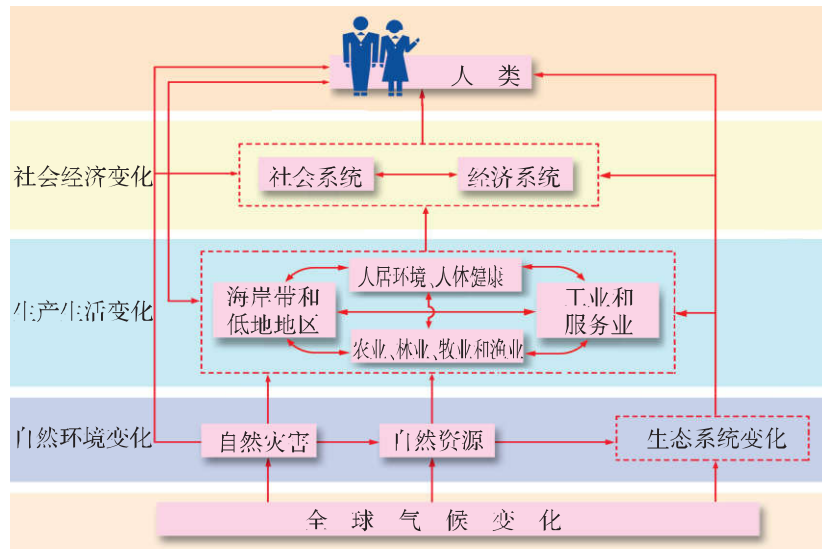 人类
社会经济变化
社会系统
经济系统
生产生活变化
海岸带和
低地地区
人居环境、人体健康
农业、林业、牧业和渔业
工业和
服务业
自然环境变化
自然灾害
自然资源
生态系统变化
全球气候变化